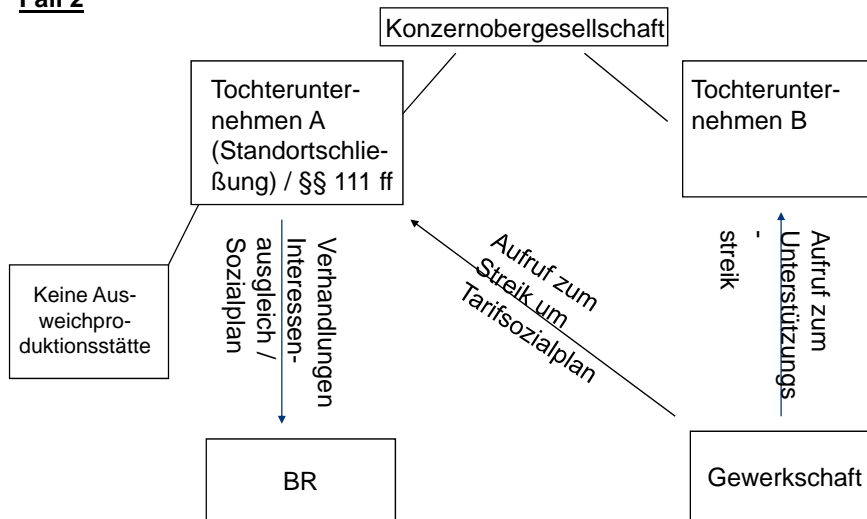 Fall 2
Konzernobergesellschaft
Tochterunter-
nehmen A
(Standortschlie-
ßung) / §§ 111 ff
Tochterunter-
nehmen B
Keine Aus-
weichpro-
duktionsstätte
Verhandlungen
Interessen-
ausgleich /
Sozialplan
Aufruf zum
Streik um
Tarifsozialplan
Aufruf zum
Unterstützungs
-
streik
BR
Gewerkschaft